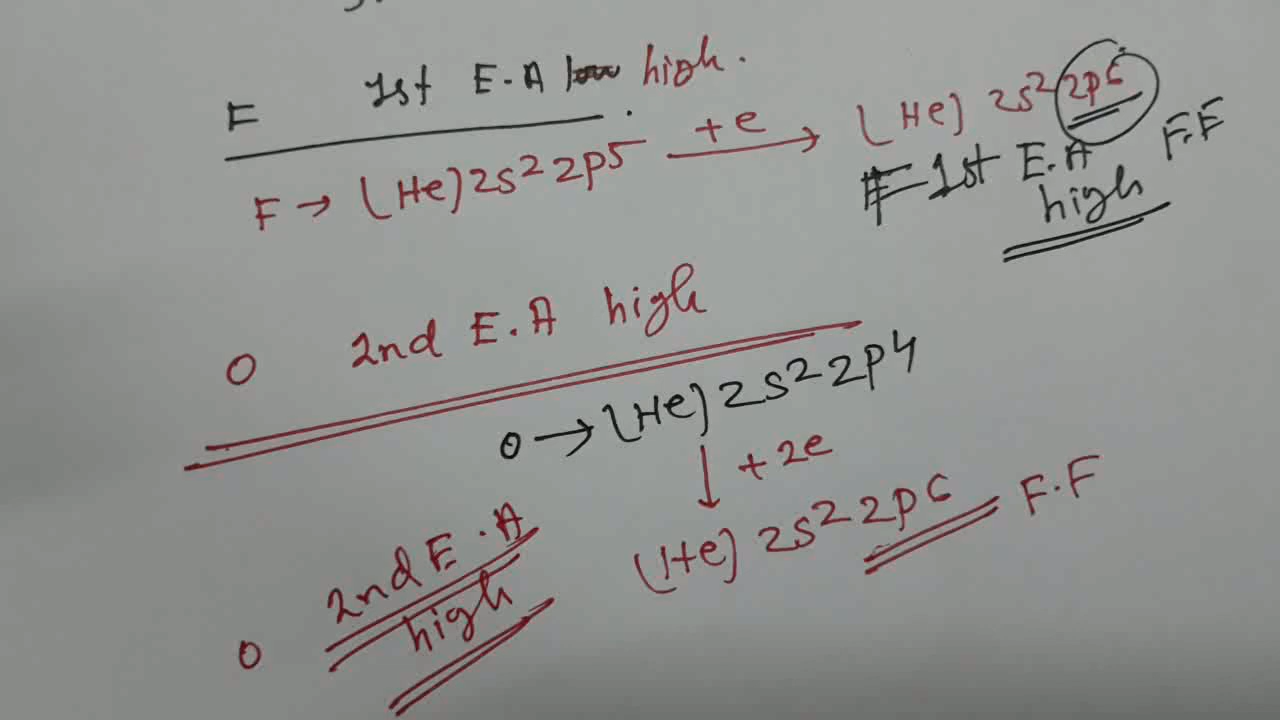 F 1st E.A low high.
F → [He] 2s² 2p5 +e → [He] 2s² 2p6 F.F
F - 1st E.A
high
O 2nd E.A high
O → [He] 2s² 2p4
↓ + 2e
[He] 2s² 2p6 F.F
O 2nd E.A
high